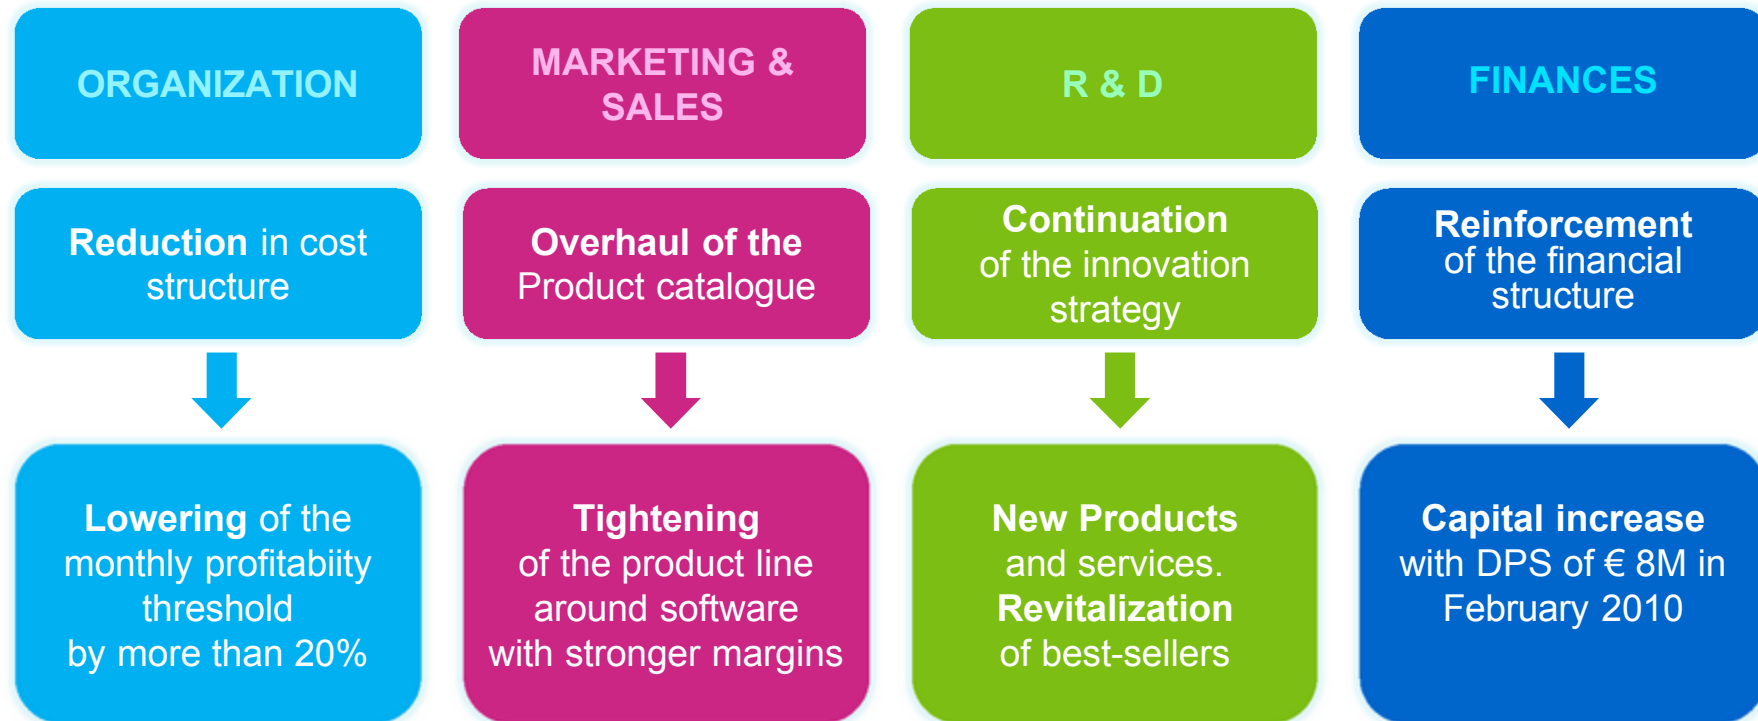 ORGANIZATION
MARKETING &
SALES
R & D
FINANCES
Reduction in cost
structure
Overhaul of the
Product catalogue
Continuation
of the innovation
strategy
Reinforcement
of the financial
structure
Lowering of the
monthly profitabiity
threshold
by more than 20%
Tightening
of the product line
around software
with stronger margins
New Products
and services.
Revitalization
of best-sellers
Capital increase
with DPS of € 8M in
February 2010